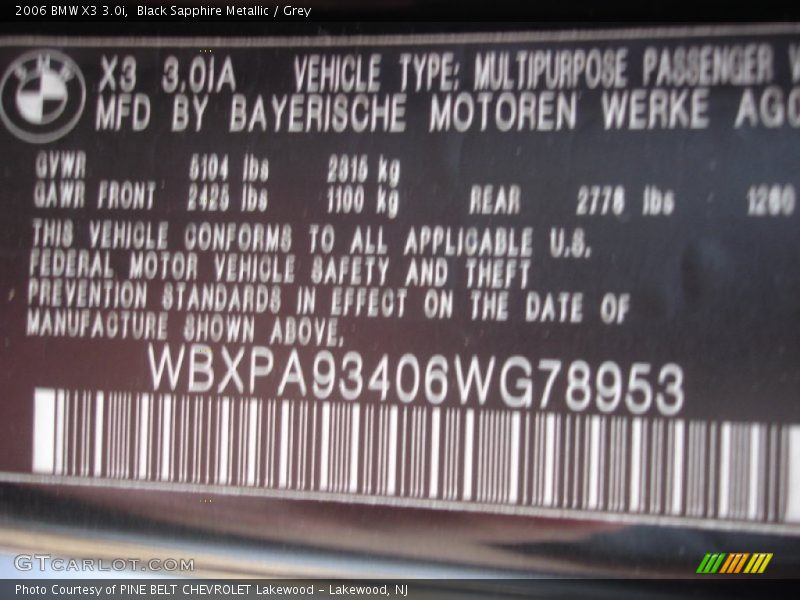 2006 BMW X3 3.0i, Black Sapphire Metallic / Grey
BMW
X3 3.0iA VEHICLE TYPE: MULTIPURPOSE PASSENGER
MFD BY BAYERISCHE MOTOREN WERKE AG
GVWR 5104 lbs 2315 kg
GAWR FRONT 2425 lbs 1100 kg REAR 2778 lbs 1260
THIS VEHICLE CONFORMS TO ALL APPLICABLE U.S.
FEDERAL MOTOR VEHICLE SAFETY AND THEFT
PREVENTION STANDARDS IN EFFECT ON THE DATE OF
MANUFACTURE SHOWN ABOVE.
WBXPA93406WG78953
GTCARLOT.COM
Photo Courtesy of PINE BELT CHEVROLET Lakewood - Lakewood, NJ